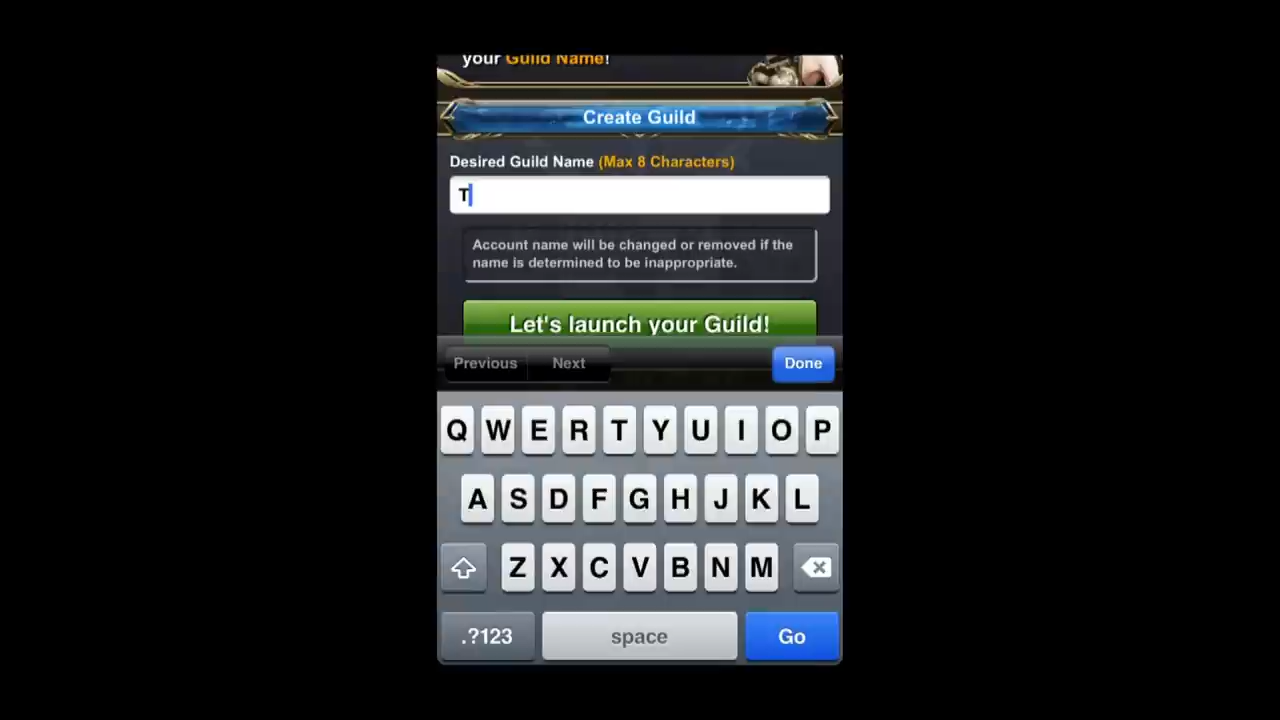 your Guild Name!
Create Guild
Desired Guild Name (Max 8 Characters)
T
Account name will be changed or removed if the
name is determined to be inappropriate.
Let's launch your Guild!
Previous Next Done
Q W E R T Y U I O P
A S D F G H J K L
Z X C V B N M
.?123 space Go